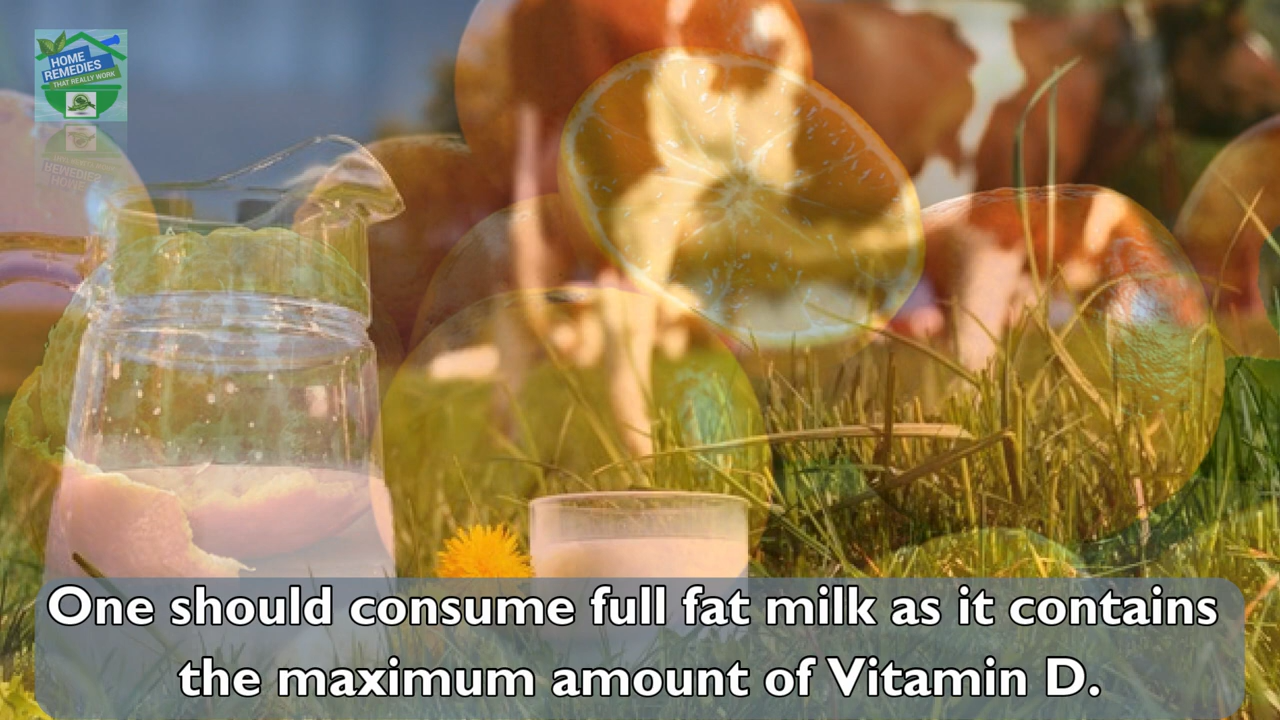 HOME
REMEDIES
THAT REALLY WORK
One should consume full fat milk as it contains
the maximum amount of Vitamin D.